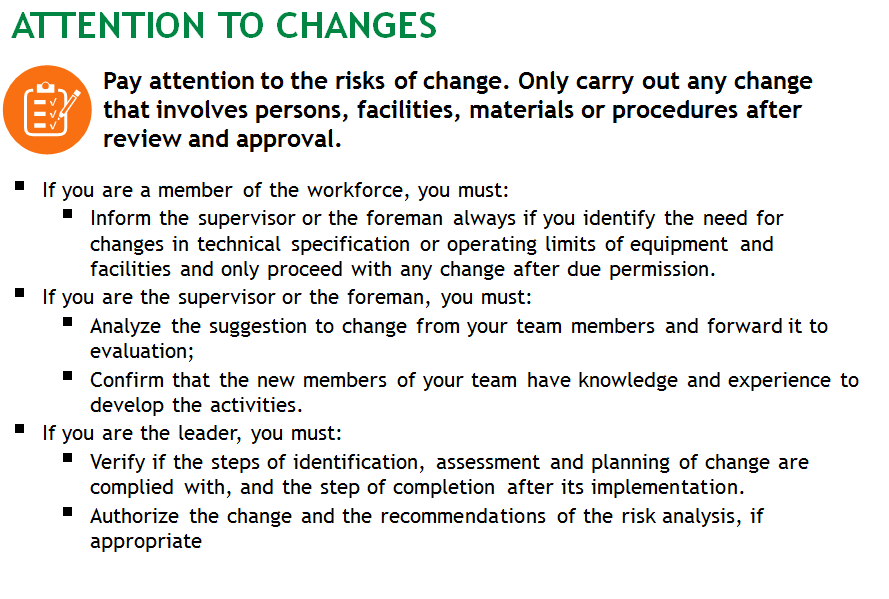 ATTENTION TO CHANGES
Pay attention to the risks of change. Only carry out any change
that involves persons, facilities, materials or procedures after
review and approval.
▪ If you are a member of the workforce, you must:
▪ Inform the supervisor or the foreman always if you identify the need for
changes in technical specification or operating limits of equipment and
facilities and only proceed with any change after due permission.
▪ If you are the supervisor or the foreman, you must:
▪ Analyze the suggestion to change from your team members and forward it to
evaluation;
▪ Confirm that the new members of your team have knowledge and experience to
develop the activities.
▪ If you are the leader, you must:
▪ Verify if the steps of identification, assessment and planning of change are
complied with, and the step of completion after its implementation.
▪ Authorize the change and the recommendations of the risk analysis, if
appropriate